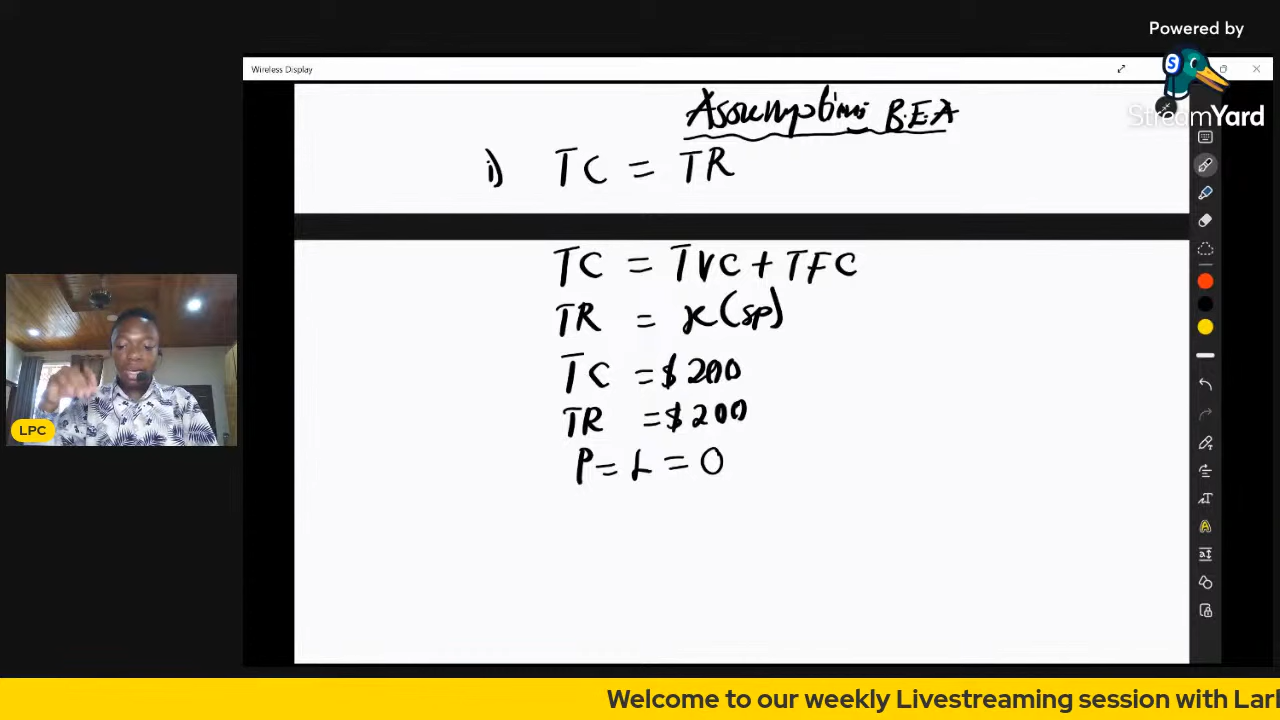 Powered by
StreamYard
Wireless Display
Assumptions B.E.A
i) TC = TR
TC = TVC + TFC
TR = x(sp)
TC = $200
TR = $200
P = L = 0
LPC
Welcome to our weekly Livestreaming session with Larl